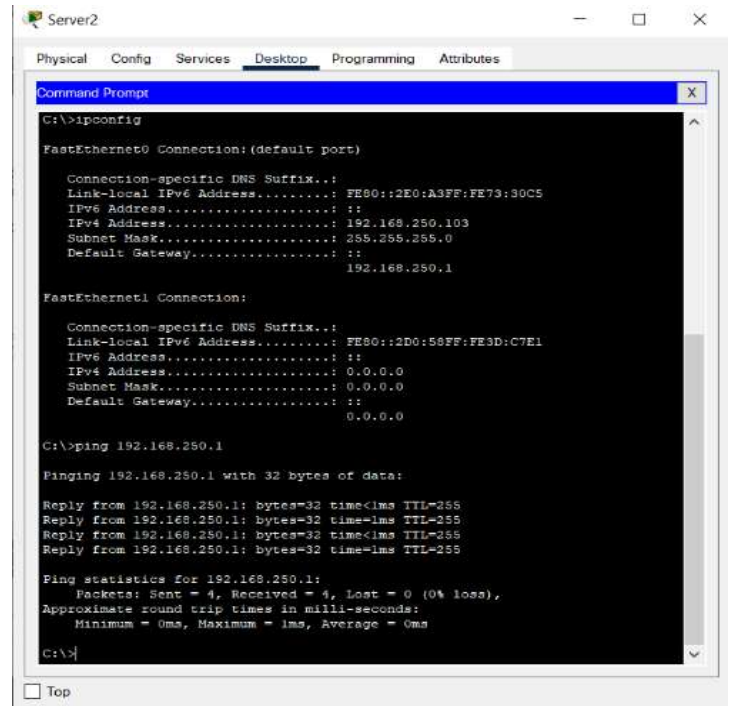 Server2
Physical Config Services Desktop Programming Attributes
Command Prompt
X
C:\>ipconfig
FastEthernet0 Connection:(default port)
Connection-specific DNS Suffix..:
Link-local IPv6 Address.........: FE80::2E0:A3FF:FE73:30C5
IPv6 Address....................: ::
IPv4 Address....................: 192.168.250.103
Subnet Mask.....................: 255.255.255.0
Default Gateway.................: ::
192.168.250.1
FastEthernet1 Connection:
Connection-specific DNS Suffix..:
Link-local IPv6 Address.........: FE80::2D0:58FF:FE3D:C7E1
IPv6 Address....................: ::
IPv4 Address....................: 0.0.0.0
Subnet Mask.....................: 0.0.0.0
Default Gateway.................: ::
0.0.0.0
C:\>ping 192.168.250.1
Pinging 192.168.250.1 with 32 bytes of data:
Reply from 192.168.250.1: bytes=32 time<1ms TTL=255
Reply from 192.168.250.1: bytes=32 time=1ms TTL=255
Reply from 192.168.250.1: bytes=32 time<1ms TTL=255
Reply from 192.168.250.1: bytes=32 time=1ms TTL=255
Ping statistics for 192.168.250.1:
Packets: Sent = 4, Received = 4, Lost = 0 (0% loss),
Approximate round trip times in milli-seconds:
Minimum = 0ms, Maximum = 1ms, Average = 0ms
C:\>
Top